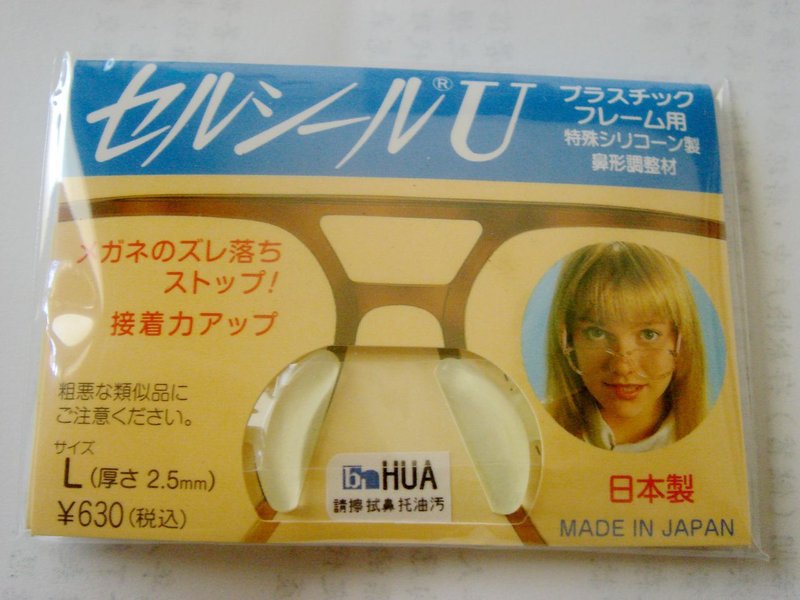 セルシール®U
プラスチック
フレーム用
特殊シリコーン製
鼻形調整材
メガネのズレ落ち
ストップ!
接着力アップ
粗悪な類似品に
ご注意ください。
サイズ
L(厚さ 2.5mm)
¥630(税込)
HUA
請擦拭鼻托油汚
日本製
MADE IN JAPAN